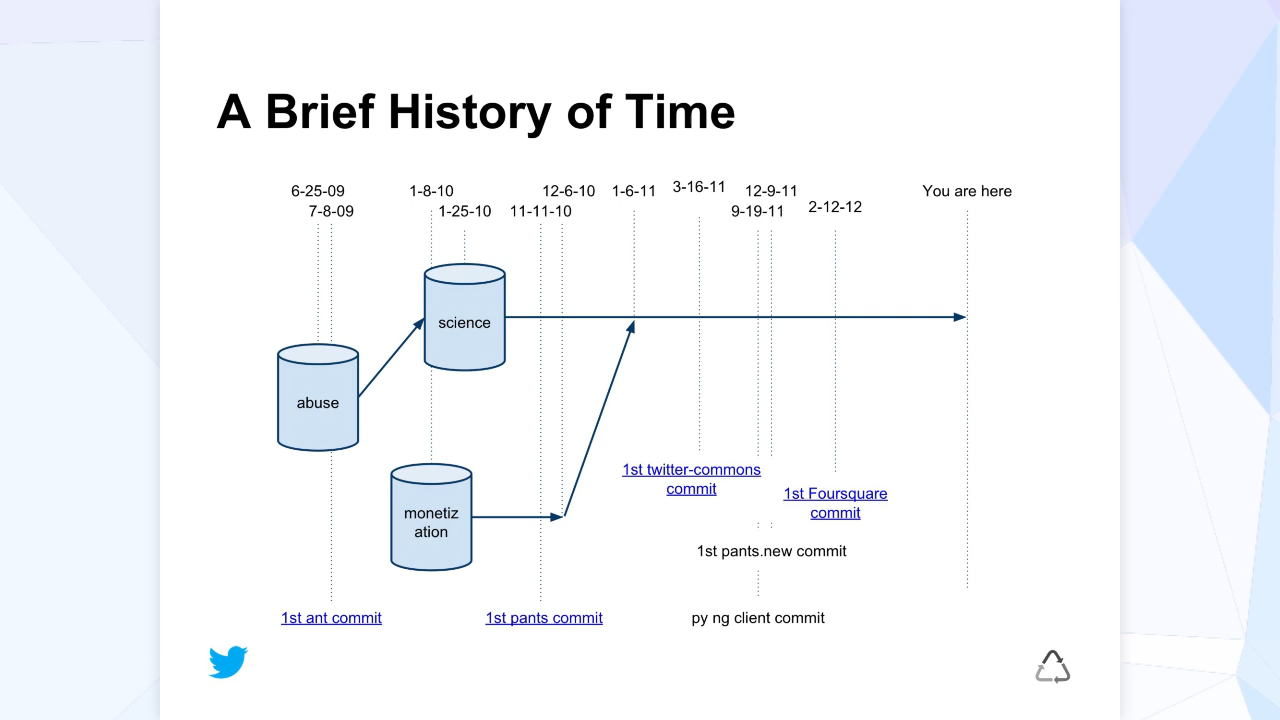 A Brief History of Time
6-25-09
7-8-09
1-8-10
1-25-10
12-6-10
11-11-10
1-6-11
3-16-11
12-9-11
9-19-11
2-12-12
You are here
science
abuse
monetiz
ation
1st twitter-commons
commit
1st Foursquare
commit
1st pants.new commit
1st ant commit
1st pants commit
py ng client commit